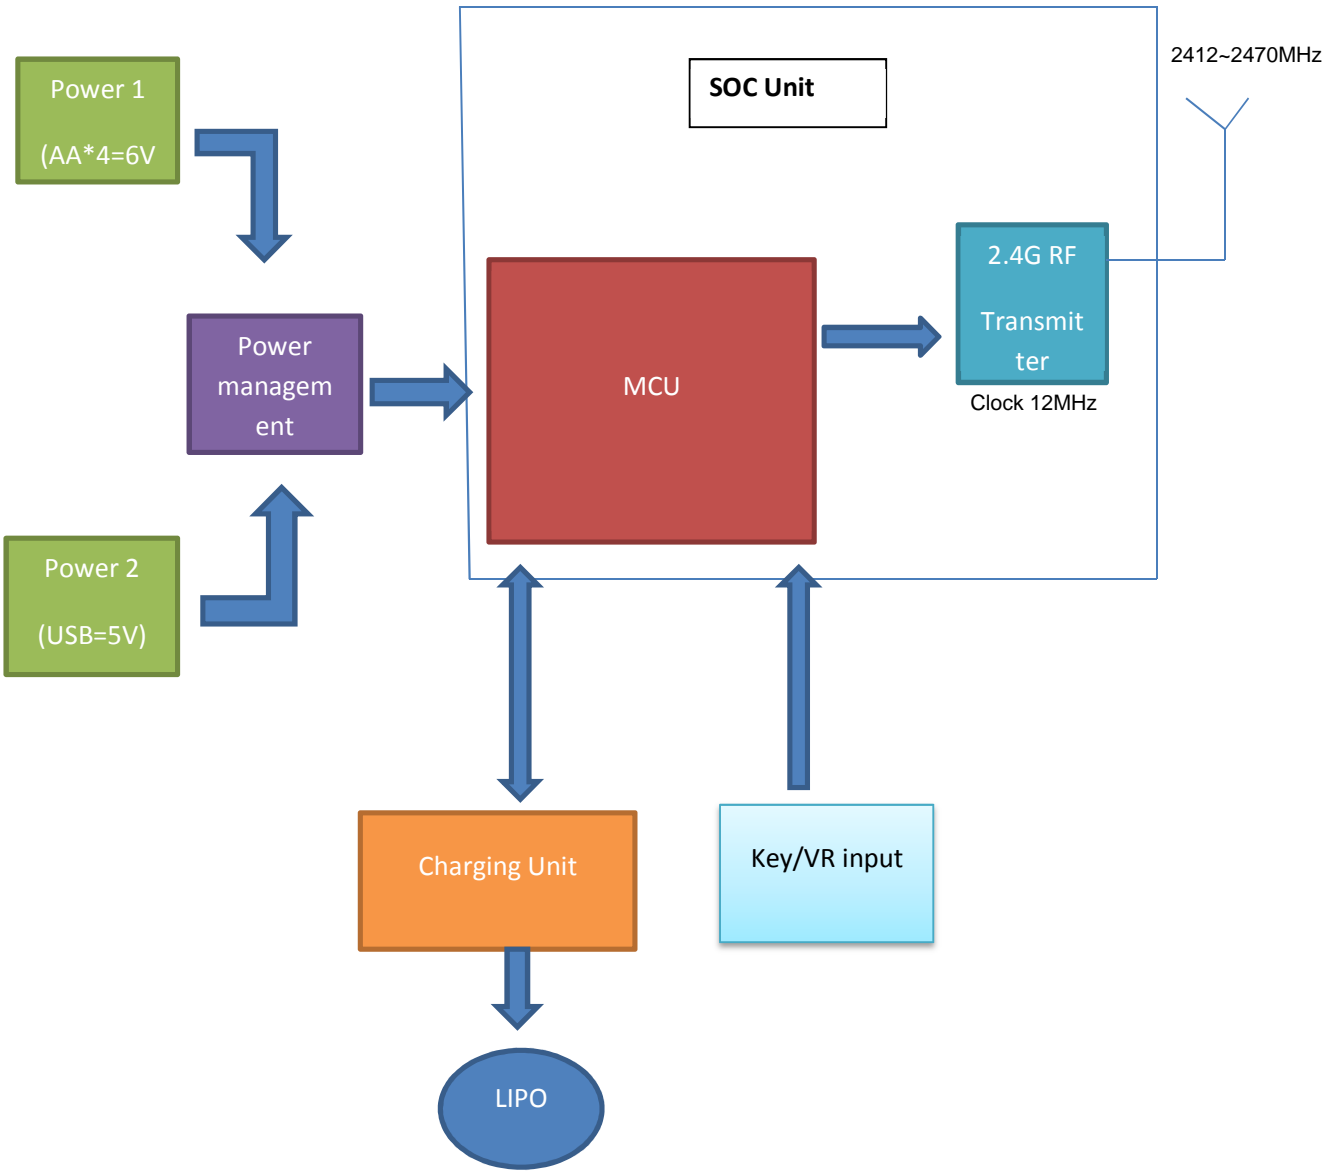 2412~2470MHz
Power 1
(AA*4=6V
SOC Unit
2.4G RF
Transmit
ter
Clock 12MHz
Power
managem
ent
MCU
Power 2
(USB=5V)
Charging Unit
Key/VR input
LIPO